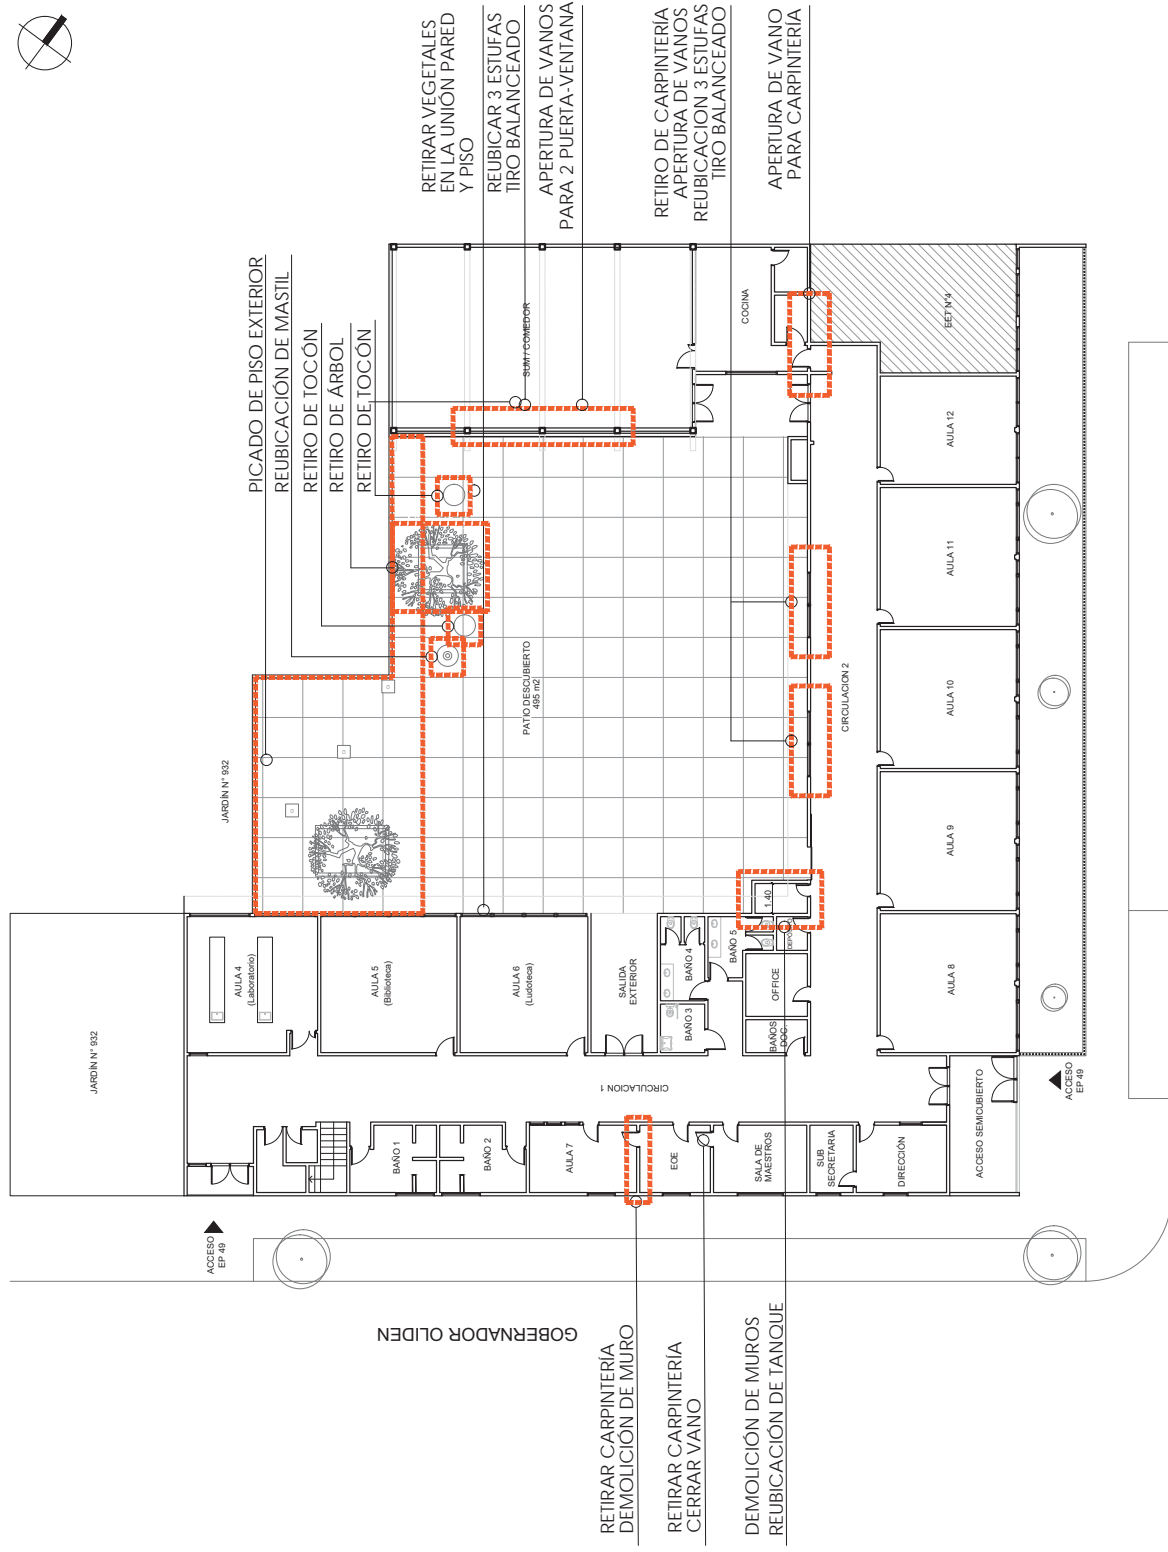 RETIRAR VEGETALES
EN LA UNIÓN PARED
Y PISO
REUBICAR 3 ESTUFAS
TIRO BALANCEADO
APERTURA DE VANOS
PARA 2 PUERTA-VENTANA
RETIRO DE CARPINTERÍA
APERTURA DE VANOS
REUBICACION 3 ESTUFAS
TIRO BALANCEADO
APERTURA DE VANO
PARA CARPINTERÍA
PICADO DE PISO EXTERIOR
REUBICACIÓN DE MASTIL
RETIRO DE TOCÓN
RETIRO DE ÁRBOL
RETIRO DE TOCÓN
SUM / COMEDOR
COCINA
EET N°4
AULA 12
AULA 11
AULA 10
AULA 9
AULA 8
CIRCULACION 2
PATIO DESCUBIERTO
495 m2
JARDÍN N° 932
JARDÍN N° 932
AULA 4
(Laboratorio)
AULA 5
(Biblioteca)
AULA 6
(Ludoteca)
SALIDA
EXTERIOR
BAÑO 3
BAÑO 4
BAÑO 5
1.40
DEPOSITO
OFFICE
BAÑOS
DOC.
CIRCULACION 1
BAÑO 1
BAÑO 2
AULA 7
EOE
SALA DE
MAESTROS
SUB
SECRETARIA
DIRECCIÓN
ACCESO SEMICUBIERTO
ACCESO
EP 49
ACCESO
EP 49
GOBERNADOR OLIDEN
RETIRAR CARPINTERÍA
DEMOLICIÓN DE MURO
RETIRAR CARPINTERÍA
CERRAR VANO
DEMOLICIÓN DE MUROS
REUBICACIÓN DE TANQUE